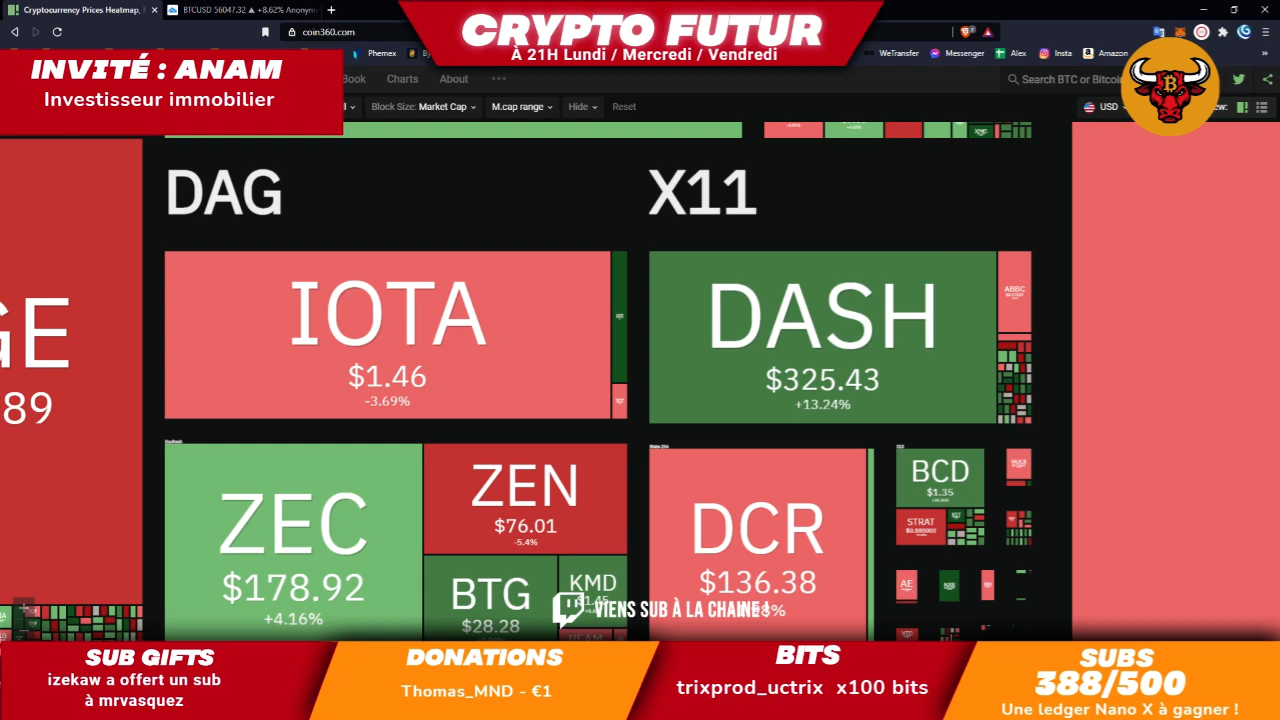 Cryptocurrency Prices Heatmap,
BTCUSD 56047.32 ▲ +8.62% Anonym
coin360.com
CRYPTO FUTUR
À 21H Lundi / Mercredi / Vendredi
Phemex
WeTransfer
Messenger
Alex
Insta
Amazon
INVITÉ : ANAM
Investisseur immobilier
Book
Charts
About
Search BTC or Bitcoin
Block Size: Market Cap
M.cap range
Hide
Reset
USD
DAG
X11
IOTA
$1.46
-3.69%
DASH
$325.43
+13.24%
ABBC
GE
89
ZEC
$178.92
+4.16%
ZEN
$76.01
-5.4%
BTG
$28.28
KMD
$1.45
DCR
$136.38
BCD
$1.35
STRAT
AE
VIENS SUB À LA CHAINE !
SUB GIFTS
izekaw a offert un sub
à mrvasquez
DONATIONS
Thomas_MND - €1
BITS
trixprod_uctrix x100 bits
SUBS
388/500
Une ledger Nano X à gagner !